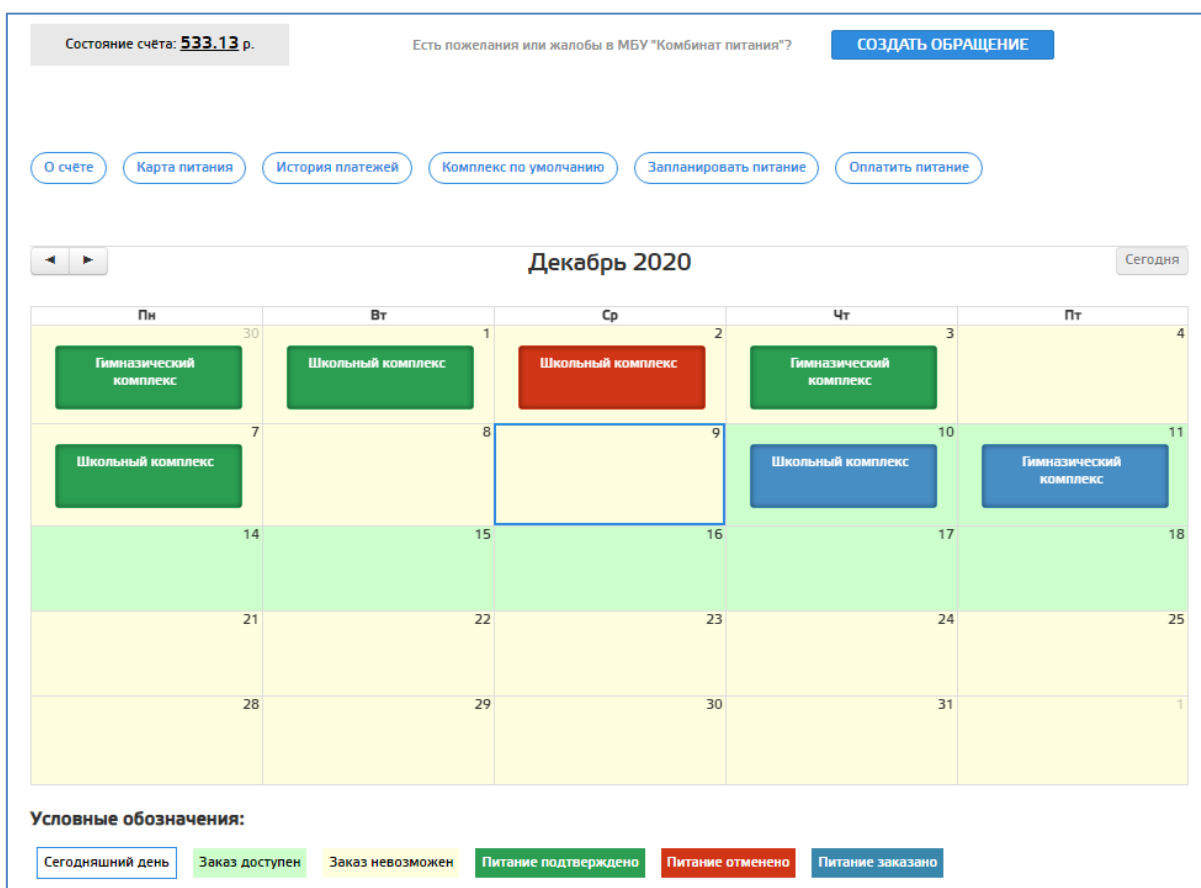 Состояние счёта: 533.13 р.
Есть пожелания или жалобы в МБУ "Комбинат питания"?
СОЗДАТЬ ОБРАЩЕНИЕ
О счёте
Карта питания
История платежей
Комплекс по умолчанию
Запланировать питание
Оплатить питание
Декабрь 2020
Сегодня
Пн Вт Ср Чт Пт
30 1 2 3 4
Гимназический
комплекс
Школьный комплекс
Школьный комплекс
Гимназический
комплекс
7 8 9 10 11
Школьный комплекс
Школьный комплекс
Гимназический
комплекс
14 15 16 17 18
21 22 23 24 25
28 29 30 31 1
Условные обозначения:
Сегодняшний день
Заказ доступен
Заказ невозможен
Питание подтверждено
Питание отменено
Питание заказано